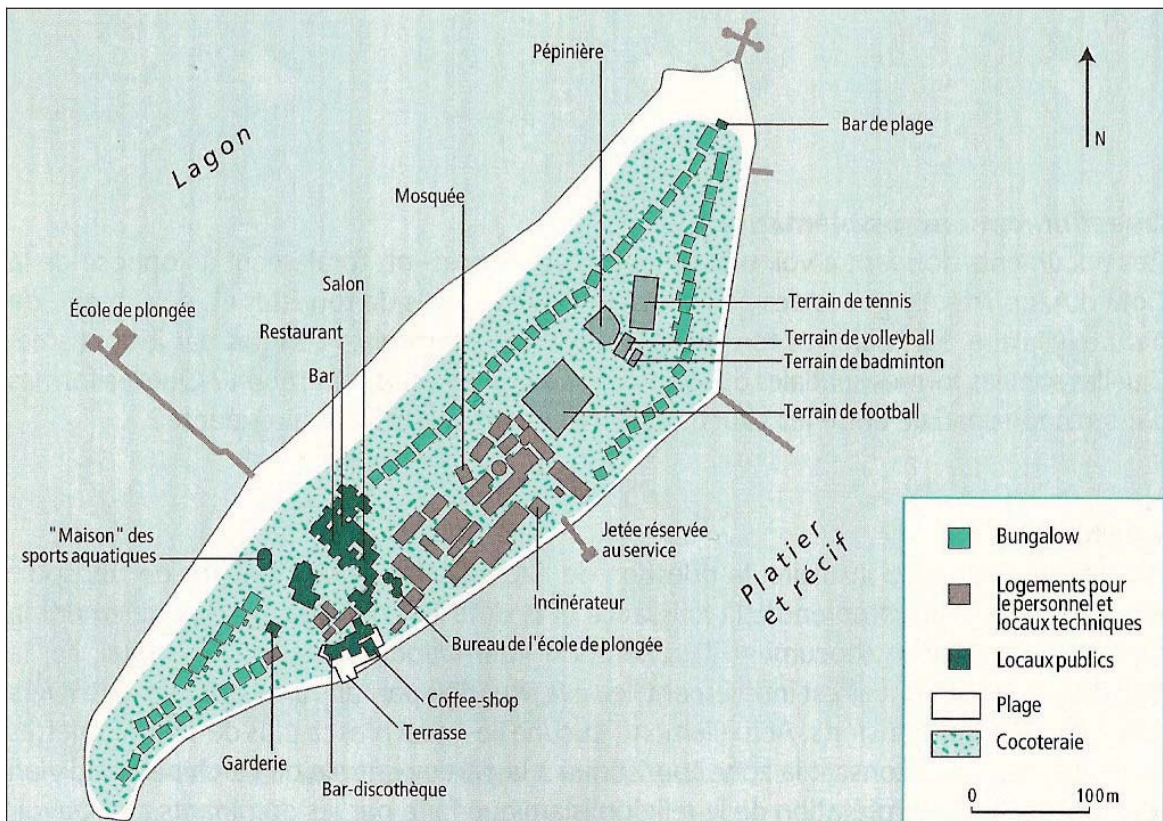 Pépinière
Bar de plage
N
Lagon
Mosquée
Salon
Restaurant
Bar
École de plongée
Terrain de tennis
Terrain de volleyball
Terrain de badminton
Terrain de football
"Maison" des
sports aquatiques
Jetée réservée
au service
Incinérateur
Platier
et récif
Bureau de l'école de plongée
Coffee-shop
Terrasse
Garderie
Bar-discothèque
Bungalow
Logements pour
le personnel et
locaux techniques
Locaux publics
Plage
Cocoteraie
0 100 m